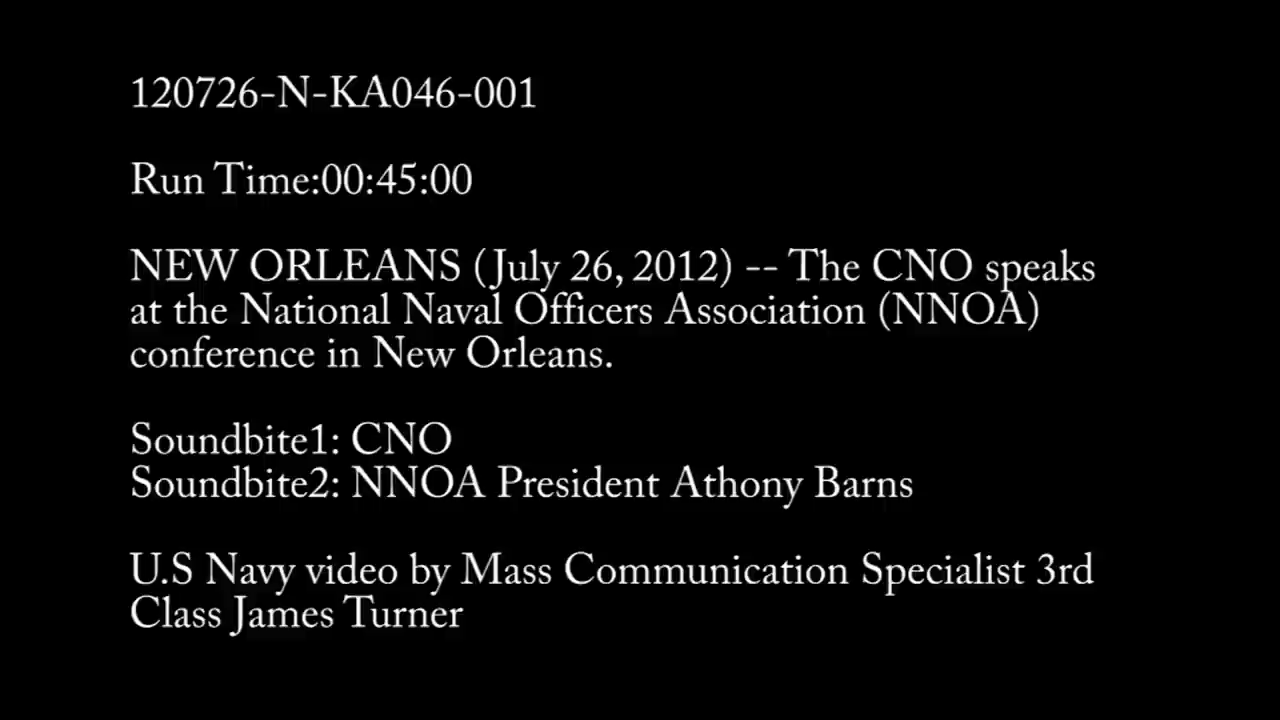 120726-N-KA046-001
Run Time:00:45:00
NEW ORLEANS (July 26, 2012) -- The CNO speaks
at the National Naval Officers Association (NNOA)
conference in New Orleans.
Soundbite1: CNO
Soundbite2: NNOA President Athony Barns
U.S Navy video by Mass Communication Specialist 3rd
Class James Turner